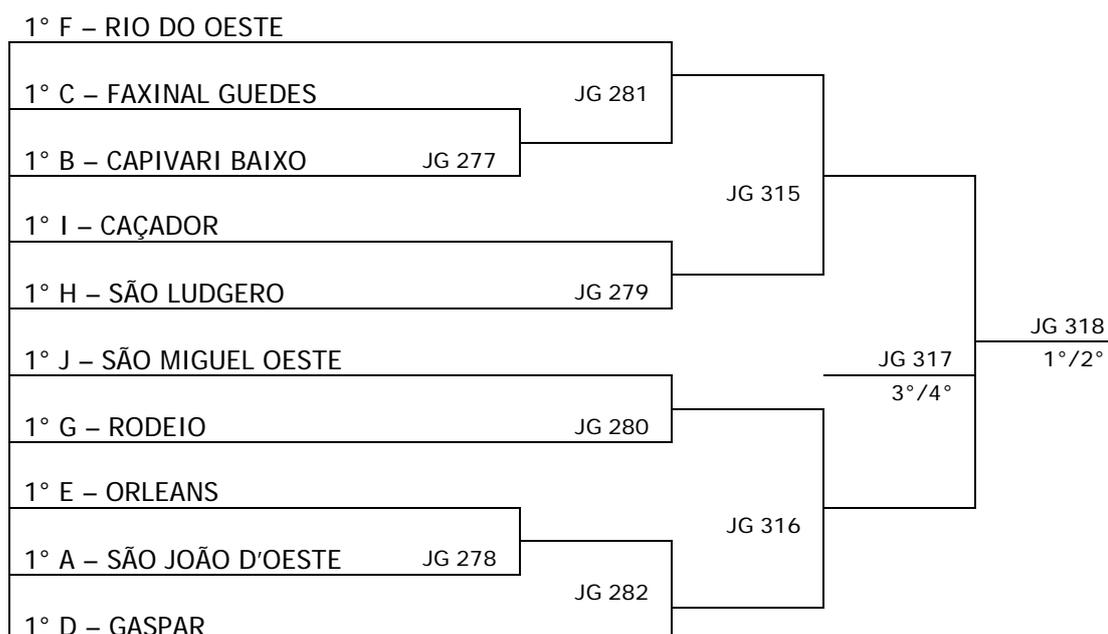 1° F – RIO DO OESTE
1° C – FAXINAL GUEDES
JG 281
1° B – CAPIVARI BAIXO
JG 277
JG 315
1° I – CAÇADOR
1° H – SÃO LUDGERO
JG 279
JG 318
1°/2°
1° J – SÃO MIGUEL OESTE
JG 317
3°/4°
1° G – RODEIO
JG 280
1° E – ORLEANS
JG 316
1° A – SÃO JOÃO D'OESTE
JG 278
JG 282
1° D – GASPAR